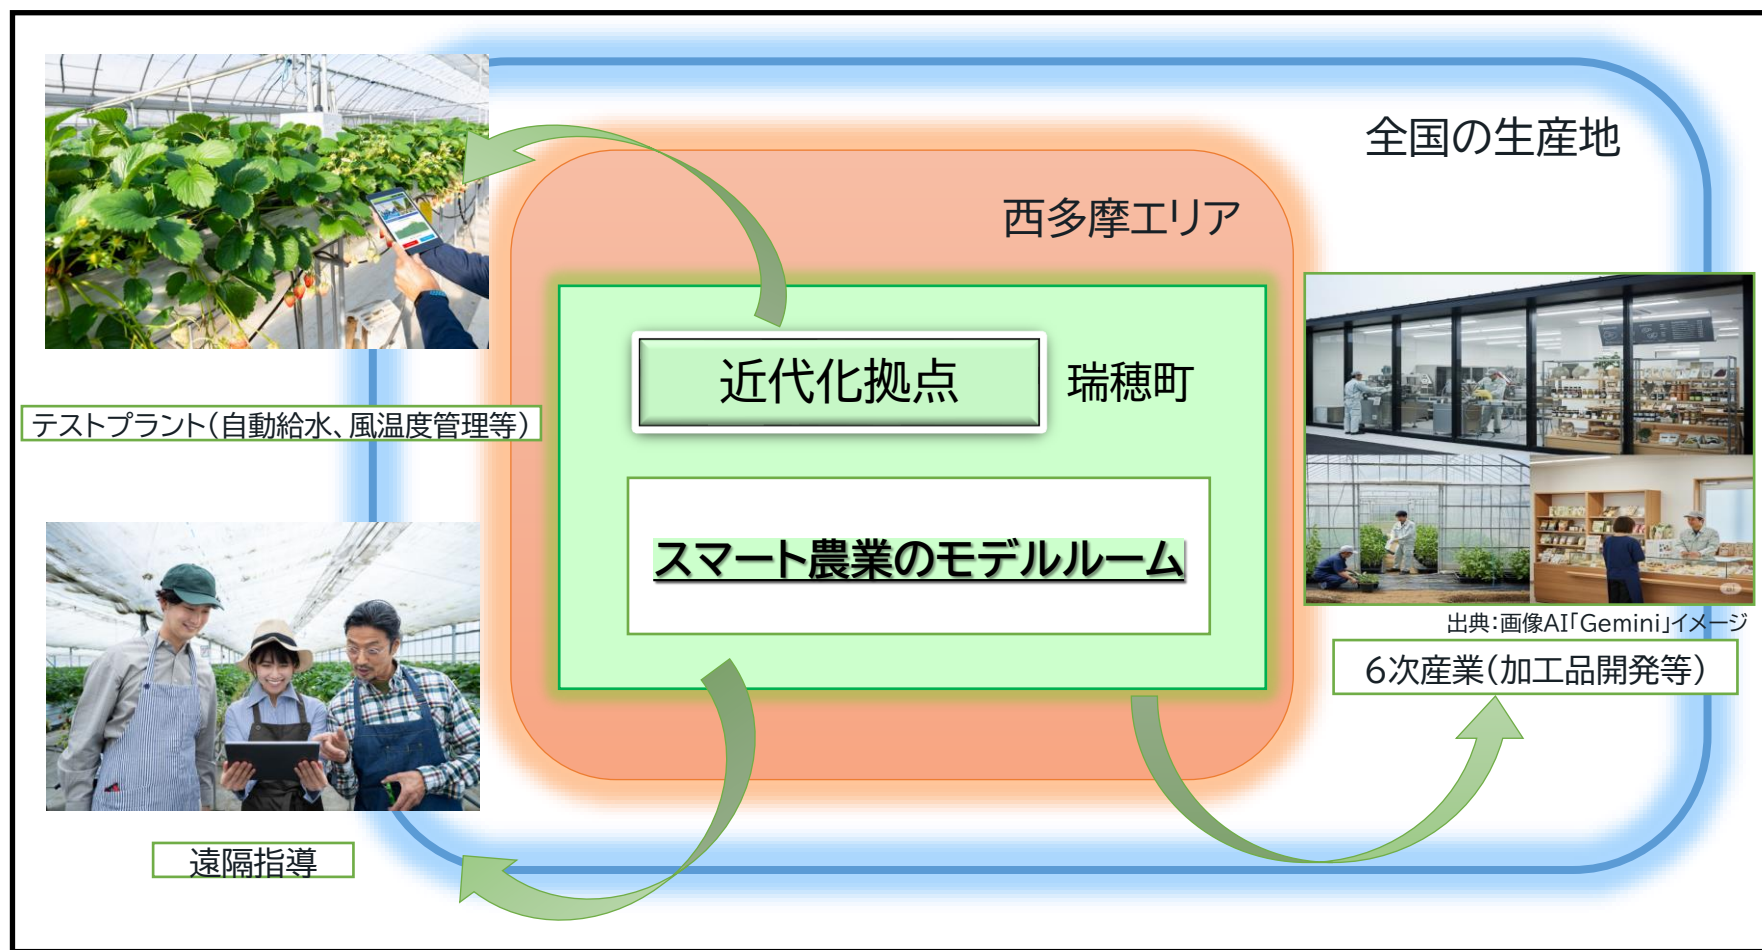 全国の生産地
西多摩エリア
近代化拠点
瑞穂町
テストプラント(自動給水、風温度管理等)
スマート農業のモデルルーム
出典:画像AI「Gemini」イメージ
6次産業(加工品開発等)
遠隔指導